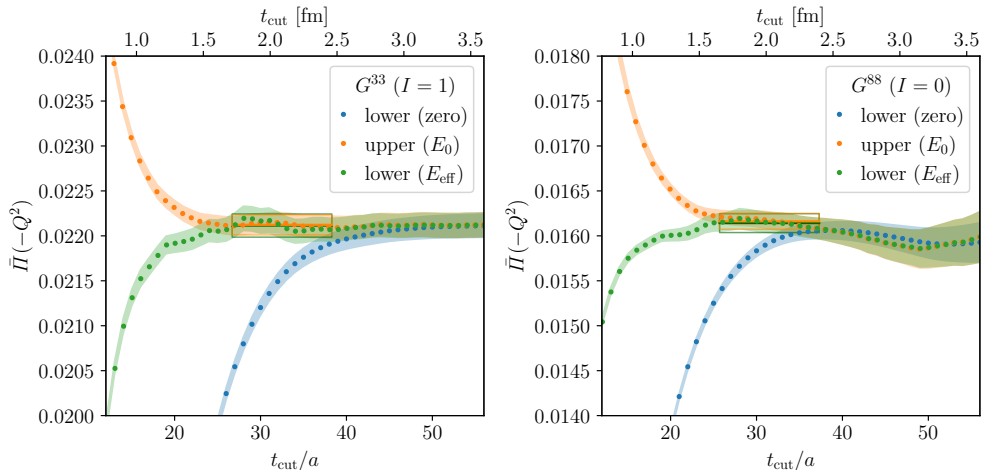 t_cut [fm]
1.0 1.5 2.0 2.5 3.0 3.5
0.0240
0.0235
0.0230
0.0225
0.0220
0.0215
0.0210
0.0205
0.0200
Π̄(−Q²)
G³³ (I = 1)
lower (zero)
upper (E₀)
lower (E_eff)
20 30 40 50
t_cut/a
t_cut [fm]
1.0 1.5 2.0 2.5 3.0 3.5
0.0180
0.0175
0.0170
0.0165
0.0160
0.0155
0.0150
0.0145
0.0140
Π̄(−Q²)
G⁸⁸ (I = 0)
lower (zero)
upper (E₀)
lower (E_eff)
20 30 40 50
t_cut/a